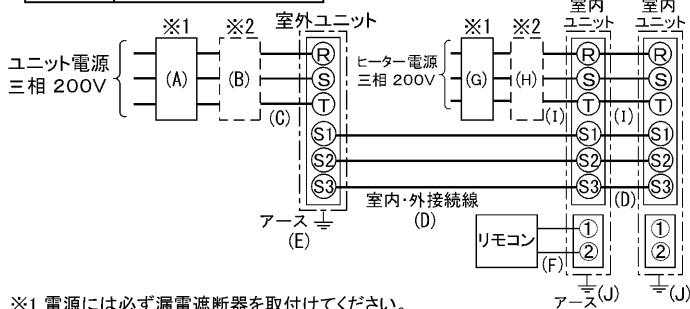 ※1 ※2 室外ユニット ※1 ※2 室内ユニット 室内ユニット
ユニット電源
三相 200V
(A) (B) (C)
R
S
T
S1
S2
S3
ヒーター電源
三相 200V
(G) (H) (I) (I)
R R
S S
T T
S1 S1
S2 S2
S3 S3
室内・外接続線
(D) (D)
アース
(E)
リモコン
(F)
① ①
② ②
アース (J) (J)
※1 電源には必ず漏電遮断器を取付けてください。